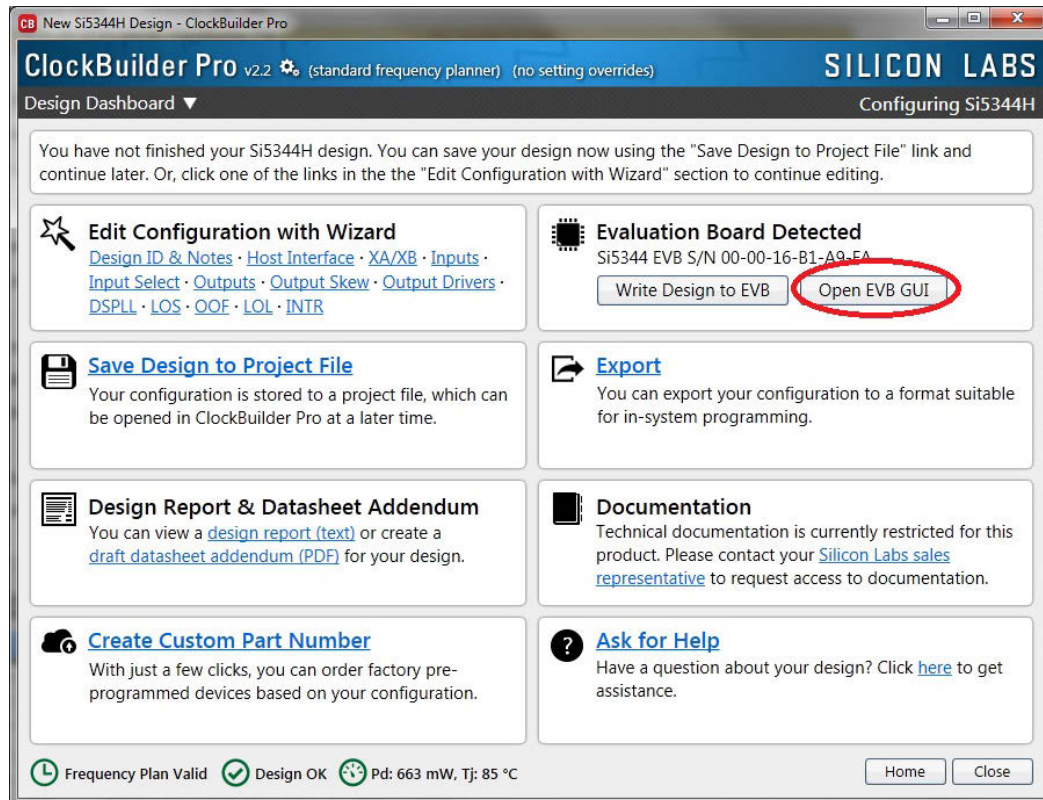 CB New Si5344H Design - ClockBuilder Pro
ClockBuilder Pro v2.2 (standard frequency planner) (no setting overrides) SILICON LABS
Design Dashboard ▼ Configuring Si5344H
You have not finished your Si5344H design. You can save your design now using the "Save Design to Project File" link and
continue later. Or, click one of the links in the the "Edit Configuration with Wizard" section to continue editing.
Edit Configuration with Wizard
Design ID & Notes · Host Interface · XA/XB · Inputs ·
Input Select · Outputs · Output Skew · Output Drivers ·
DSPLL · LOS · OOF · LOL · INTR
Evaluation Board Detected
Si5344 EVB S/N 00-00-16-B1-A9-FA
Write Design to EVB Open EVB GUI
Save Design to Project File
Your configuration is stored to a project file, which can
be opened in ClockBuilder Pro at a later time.
Export
You can export your configuration to a format suitable
for in-system programming.
Design Report & Datasheet Addendum
You can view a design report (text) or create a
draft datasheet addendum (PDF) for your design.
Documentation
Technical documentation is currently restricted for this
product. Please contact your Silicon Labs sales
representative to request access to documentation.
Create Custom Part Number
With just a few clicks, you can order factory pre-
programmed devices based on your configuration.
Ask for Help
Have a question about your design? Click here to get
assistance.
Frequency Plan Valid Design OK Pd: 663 mW, Tj: 85 °C Home Close